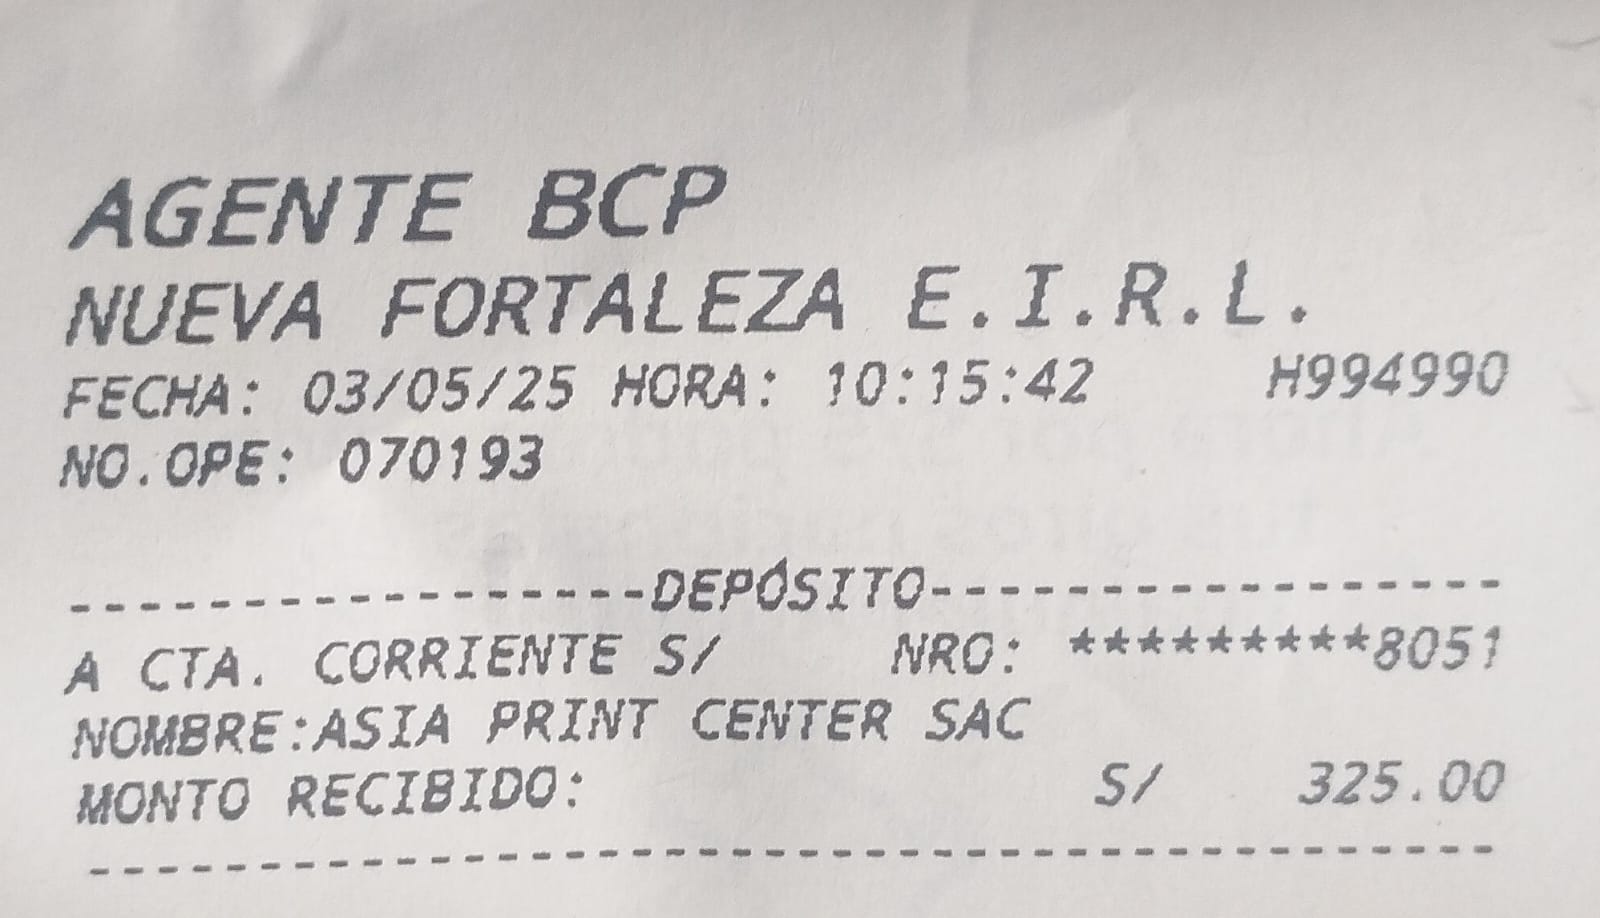 AGENTE BCP
NUEVA FORTALEZA E.I.R.L.
FECHA: 03/05/25 HORA: 10:15:42 H994990
NO.OPE: 070193
-----------------DEPÓSITO-----------------
A CTA. CORRIENTE S/ NRO: *********8051
NOMBRE:ASIA PRINT CENTER SAC
MONTO RECIBIDO: S/ 325.00
------------------------------------------